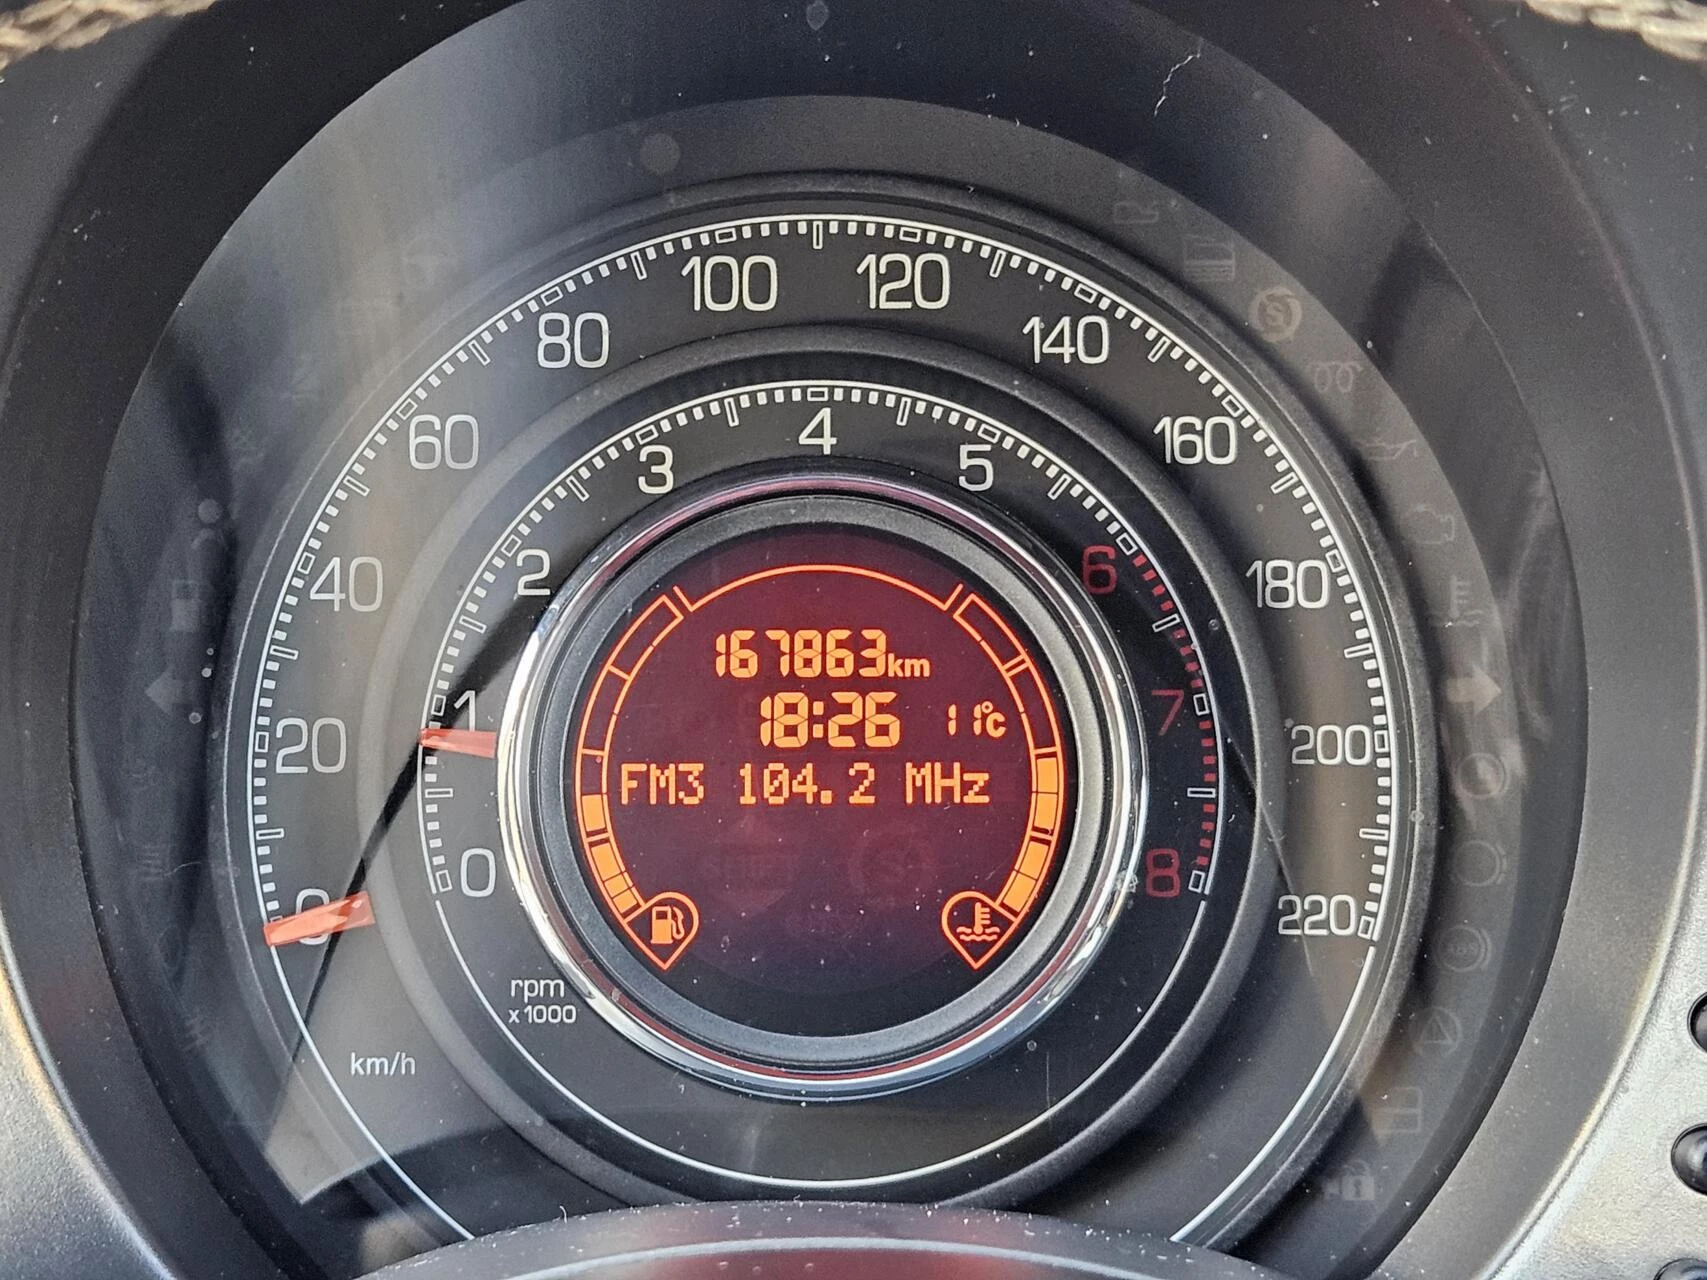 100 120
80 140
60 160
4
3 5
40 2 6 180
167863km
1 18:26 11°C 7
20 FM3 104.2 MHz 200
0 0 8 220
rpm
x1000
km/h
ABS